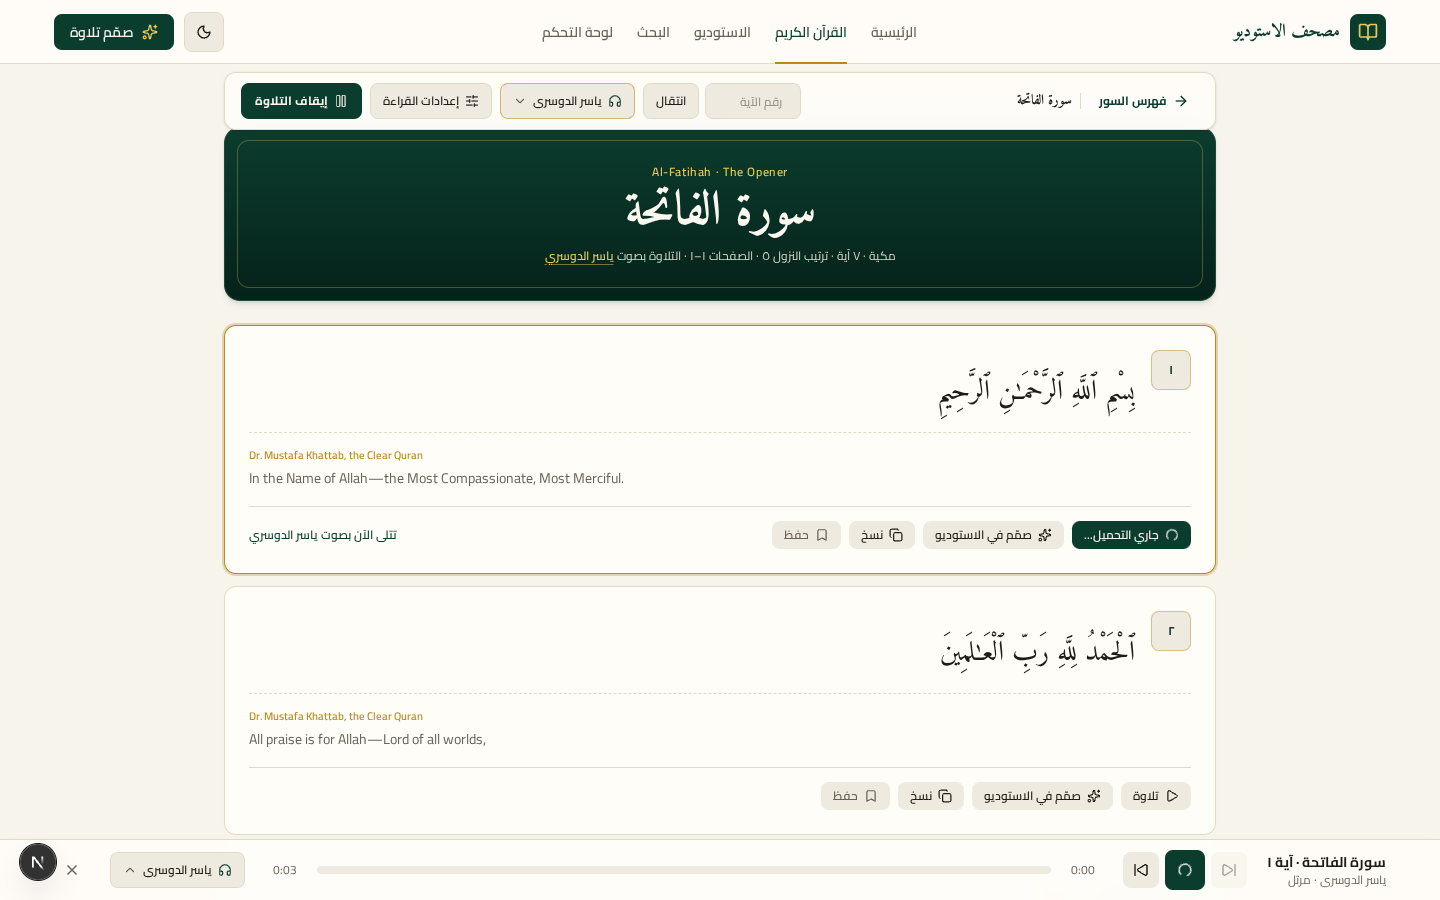 مصحف الاستوديو
الرئيسية
القرآن الكريم
الاستوديو
البحث
لوحة التحكم
صمّم تلاوة
فهرس السور
سورة الفاتحة
رقم الآية
انتقال
ياسر الدوسري
إعدادات القراءة
إيقاف التلاوة
Al-Fatihah · The Opener
سورة الفاتحة
مكية · ٧ آية · ترتيب النزول ٥ · الصفحات ١–١ · التلاوة بصوت ياسر الدوسري
١
بِسْمِ ٱللَّهِ ٱلرَّحْمَـٰنِ ٱلرَّحِيمِ
Dr. Mustafa Khattab, the Clear Quran
In the Name of Allah—the Most Compassionate, Most Merciful.
جاري التحميل...
صمّم في الاستوديو
نسخ
حفظ
تتلى الآن بصوت ياسر الدوسري
٢
ٱلْحَمْدُ لِلَّهِ رَبِّ ٱلْعَـٰلَمِينَ
Dr. Mustafa Khattab, the Clear Quran
All praise is for Allah—Lord of all worlds,
تلاوة
صمّم في الاستوديو
نسخ
حفظ
سورة الفاتحة · آية ١
ياسر الدوسري · مرتل
0:00
0:03
ياسر الدوسري
N